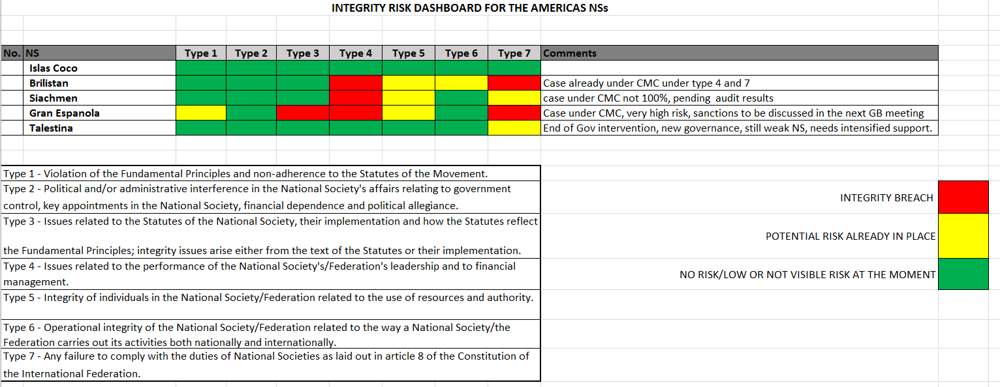 INTEGRITY RISK DASHBOARD FOR THE AMERICAS NSs
No. NS Type 1 Type 2 Type 3 Type 4 Type 5 Type 6 Type 7 Comments
Islas Coco
Brilistan Case already under CMC under type 4 and 7
Siachmen case under CMC not 100%, pending audit results
Gran Espanola Case under CMC, very high risk, sanctions to be discussed in the next GB meeting
Talestina End of Gov intervention, new governance, still weak NS, needs intensified support.
Type 1 - Violation of the Fundamental Principles and non-adherence to the Statutes of the Movement.
Type 2 - Political and/or administrative interference in the National Society's affairs relating to government
control, key appointments in the National Society, financial dependence and political allegiance.
Type 3 - Issues related to the Statutes of the National Society, their implementation and how the Statutes reflect
the Fundamental Principles; integrity issues arise either from the text of the Statutes or their implementation.
Type 4 - Issues related to the performance of the National Society's/Federation's leadership and to financial
management.
Type 5 - Integrity of individuals in the National Society/Federation related to the use of resources and authority.
Type 6 - Operational integrity of the National Society/Federation related to the way a National Society/the
Federation carries out its activities both nationally and internationally.
Type 7 - Any failure to comply with the duties of National Societies as laid out in article 8 of the Constitution of
the International Federation.
INTEGRITY BREACH
POTENTIAL RISK ALREADY IN PLACE
NO RISK/LOW OR NOT VISIBLE RISK AT THE MOMENT